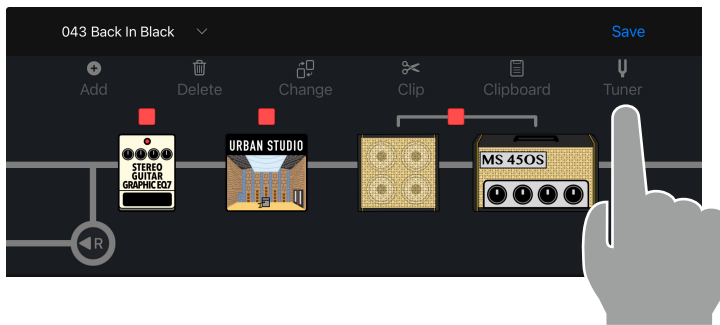 043 Back In Black
Save
Add
Delete
Change
Clip
Clipboard
Tuner
STEREO
GUITAR
GRAPHIC EQ7
URBAN STUDIO
MS 45OS
R